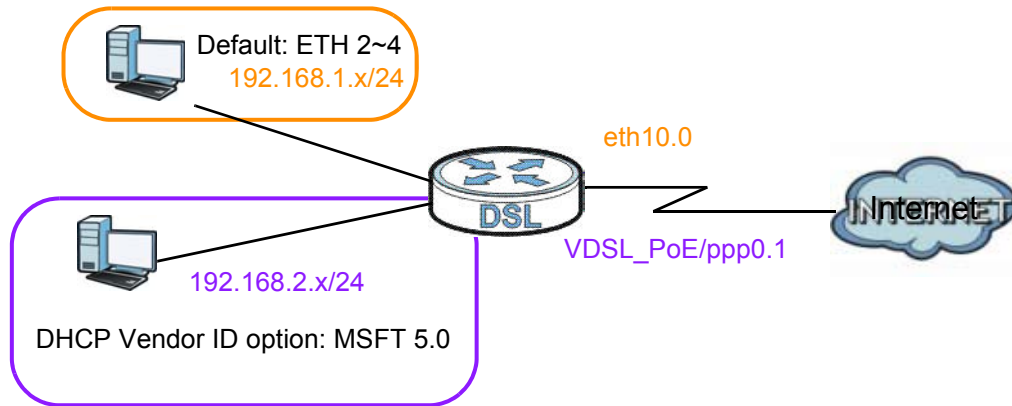 Default: ETH 2~4
192.168.1.x/24
eth10.0
DSL
INTERNET
Internet
VDSL_PoE/ppp0.1
192.168.2.x/24
DHCP Vendor ID option: MSFT 5.0